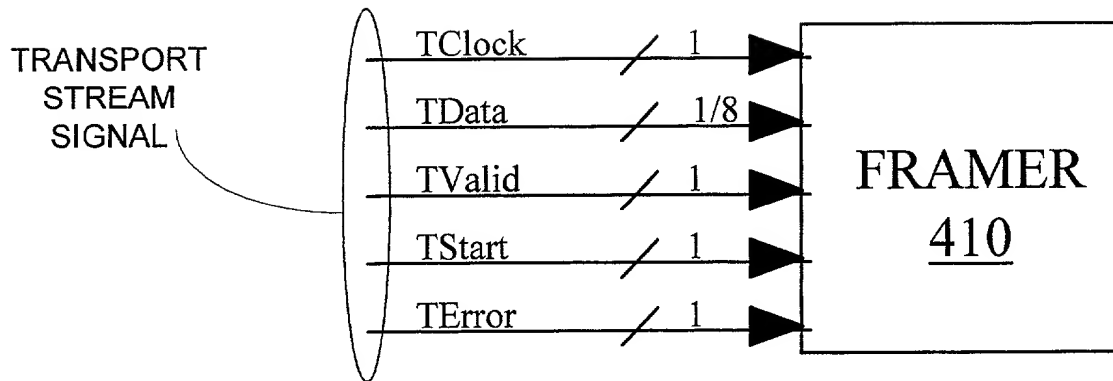 TRANSPORT
STREAM
SIGNAL
TClock 1
TData 1/8
TValid 1
TStart 1
TError 1
FRAMER
410